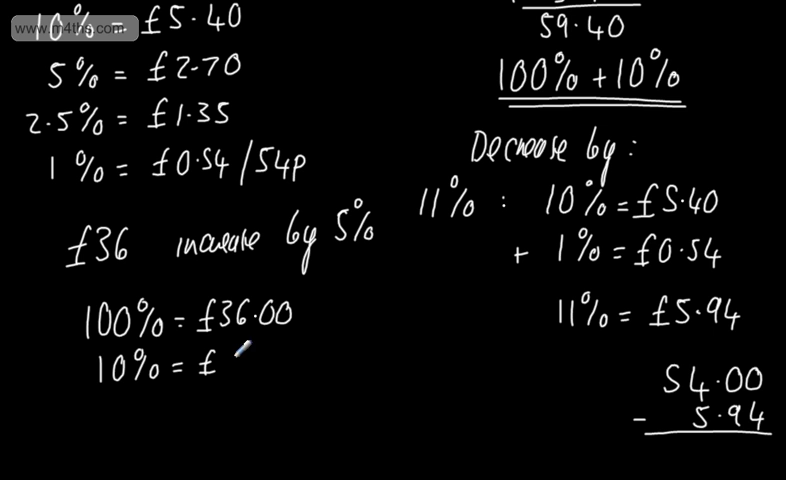 www.m4ths.com
10% = £5.40
5% = £2.70
2.5% = £1.35
1% = £0.54/54p
£36 increase by 5%
100% = £36.00
10% = £
59.40
100% + 10%
Decrease by:
11% : 10% = £5.40
+ 1% = £0.54
11% = £5.94
54.00
- 5.94